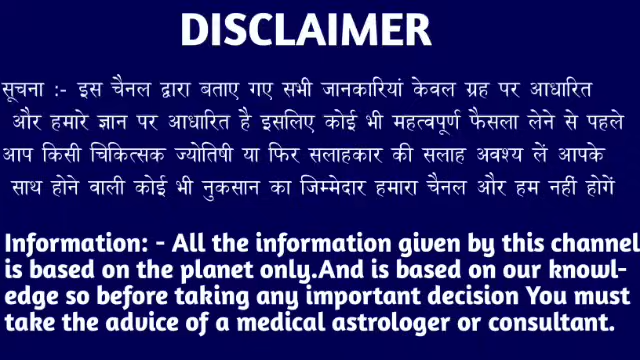 DISCLAIMER
सूचना :- इस चैनल द्वारा बताए गए सभी जानकारियां केवल ग्रह पर आधारित
और हमारे ज्ञान पर आधारित है इसलिए कोई भी महत्वपूर्ण फैसला लेने से पहले
आप किसी चिकित्सक ज्योतिषी या फिर सलाहकार की सलाह अवश्य लें आपके
साथ होने वाली कोई भी नुकसान का जिम्मेदार हमारा चैनल और हम नहीं होगें
Information: - All the information given by this channel
is based on the planet only.And is based on our knowl-
edge so before taking any important decision You must
take the advice of a medical astrologer or consultant.